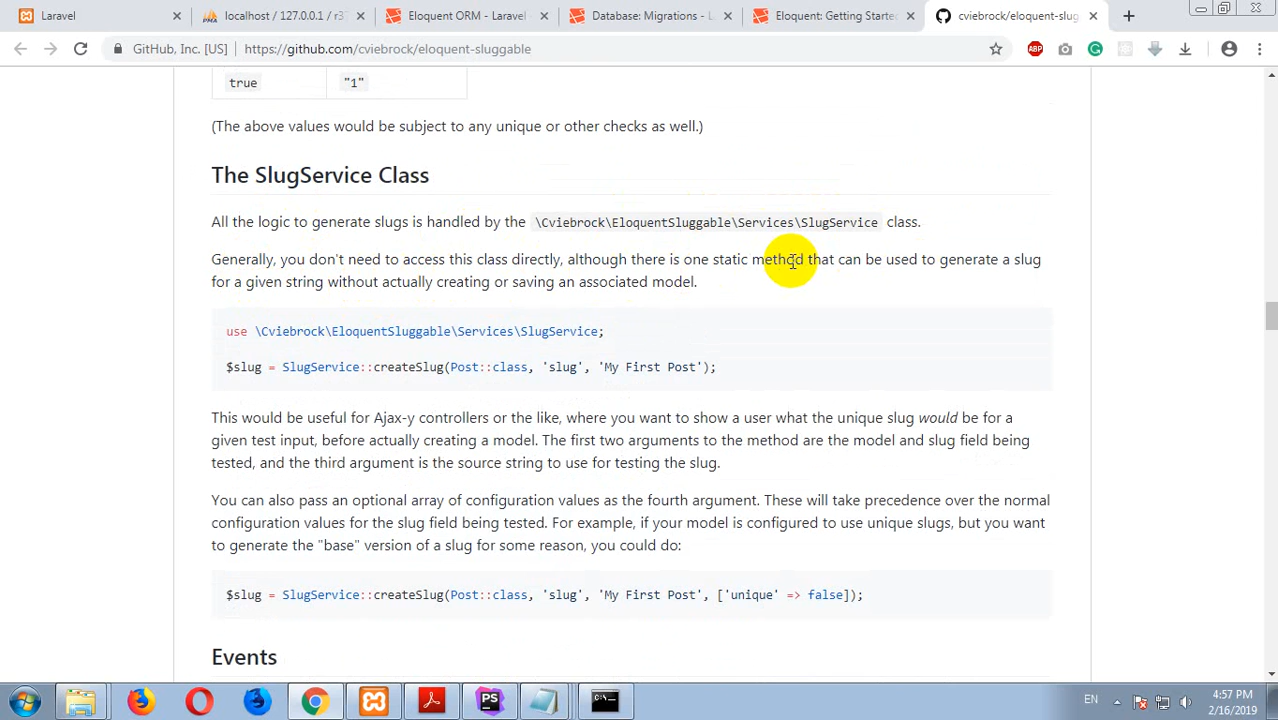 Laravel
localhost / 127.0.0.1 / r3
Eloquent ORM - Laravel
Database: Migrations - L
Eloquent: Getting Starte
cviebrock/eloquent-slug
GitHub, Inc. [US]
https://github.com/cviebrock/eloquent-sluggable
ABP
true "1"
(The above values would be subject to any unique or other checks as well.)
The SlugService Class
All the logic to generate slugs is handled by the \Cviebrock\EloquentSluggable\Services\SlugService class.
Generally, you don't need to access this class directly, although there is one static method that can be used to generate a slug
for a given string without actually creating or saving an associated model.
use \Cviebrock\EloquentSluggable\Services\SlugService;
$slug = SlugService::createSlug(Post::class, 'slug', 'My First Post');
This would be useful for Ajax-y controllers or the like, where you want to show a user what the unique slug would be for a
given test input, before actually creating a model. The first two arguments to the method are the model and slug field being
tested, and the third argument is the source string to use for testing the slug.
You can also pass an optional array of configuration values as the fourth argument. These will take precedence over the normal
configuration values for the slug field being tested. For example, if your model is configured to use unique slugs, but you want
to generate the "base" version of a slug for some reason, you could do:
$slug = SlugService::createSlug(Post::class, 'slug', 'My First Post', ['unique' => false]);
Events
PS
EN
4:57 PM
2/16/2019